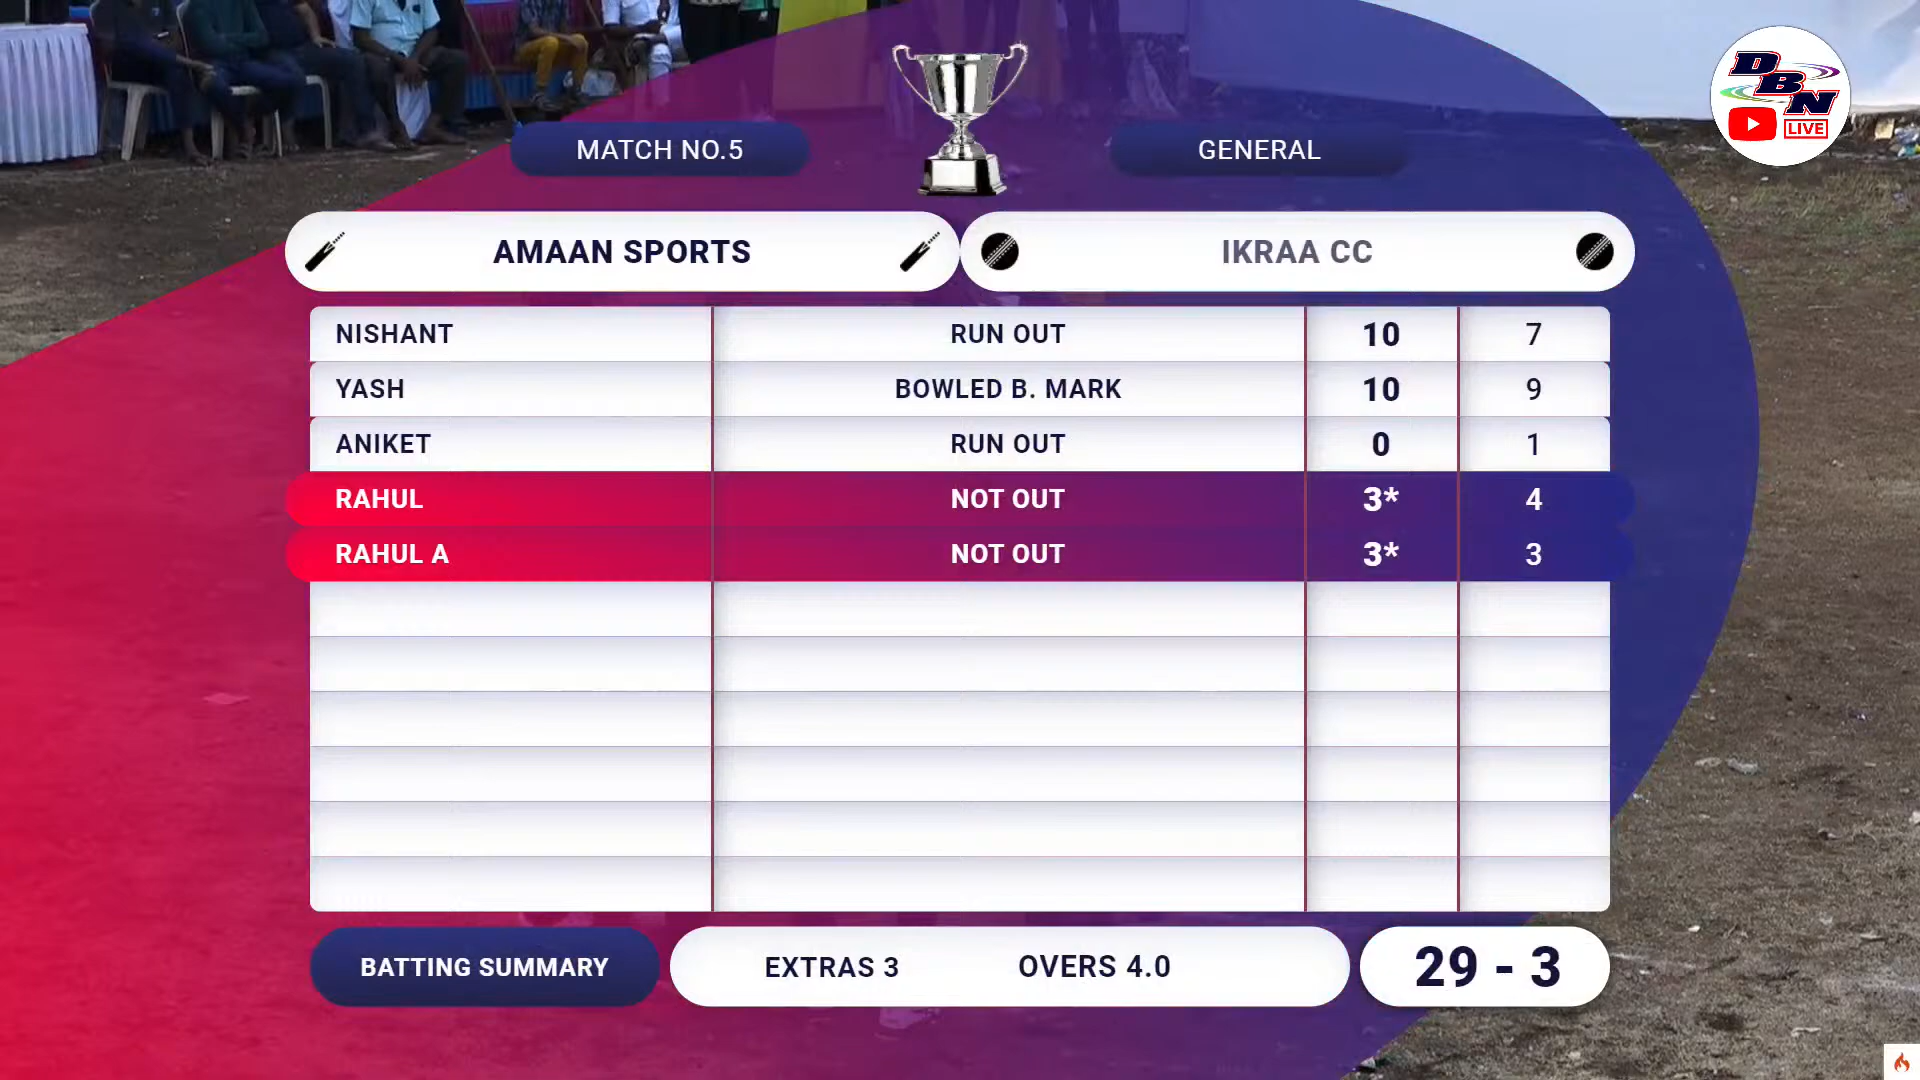 DBN
LIVE
MATCH NO.5
GENERAL
AMAAN SPORTS
IKRAA CC
NISHANT RUN OUT 10 7
YASH BOWLED B. MARK 10 9
ANIKET RUN OUT 0 1
RAHUL NOT OUT 3* 4
RAHUL A NOT OUT 3* 3
BATTING SUMMARY EXTRAS 3 OVERS 4.0 29 - 3